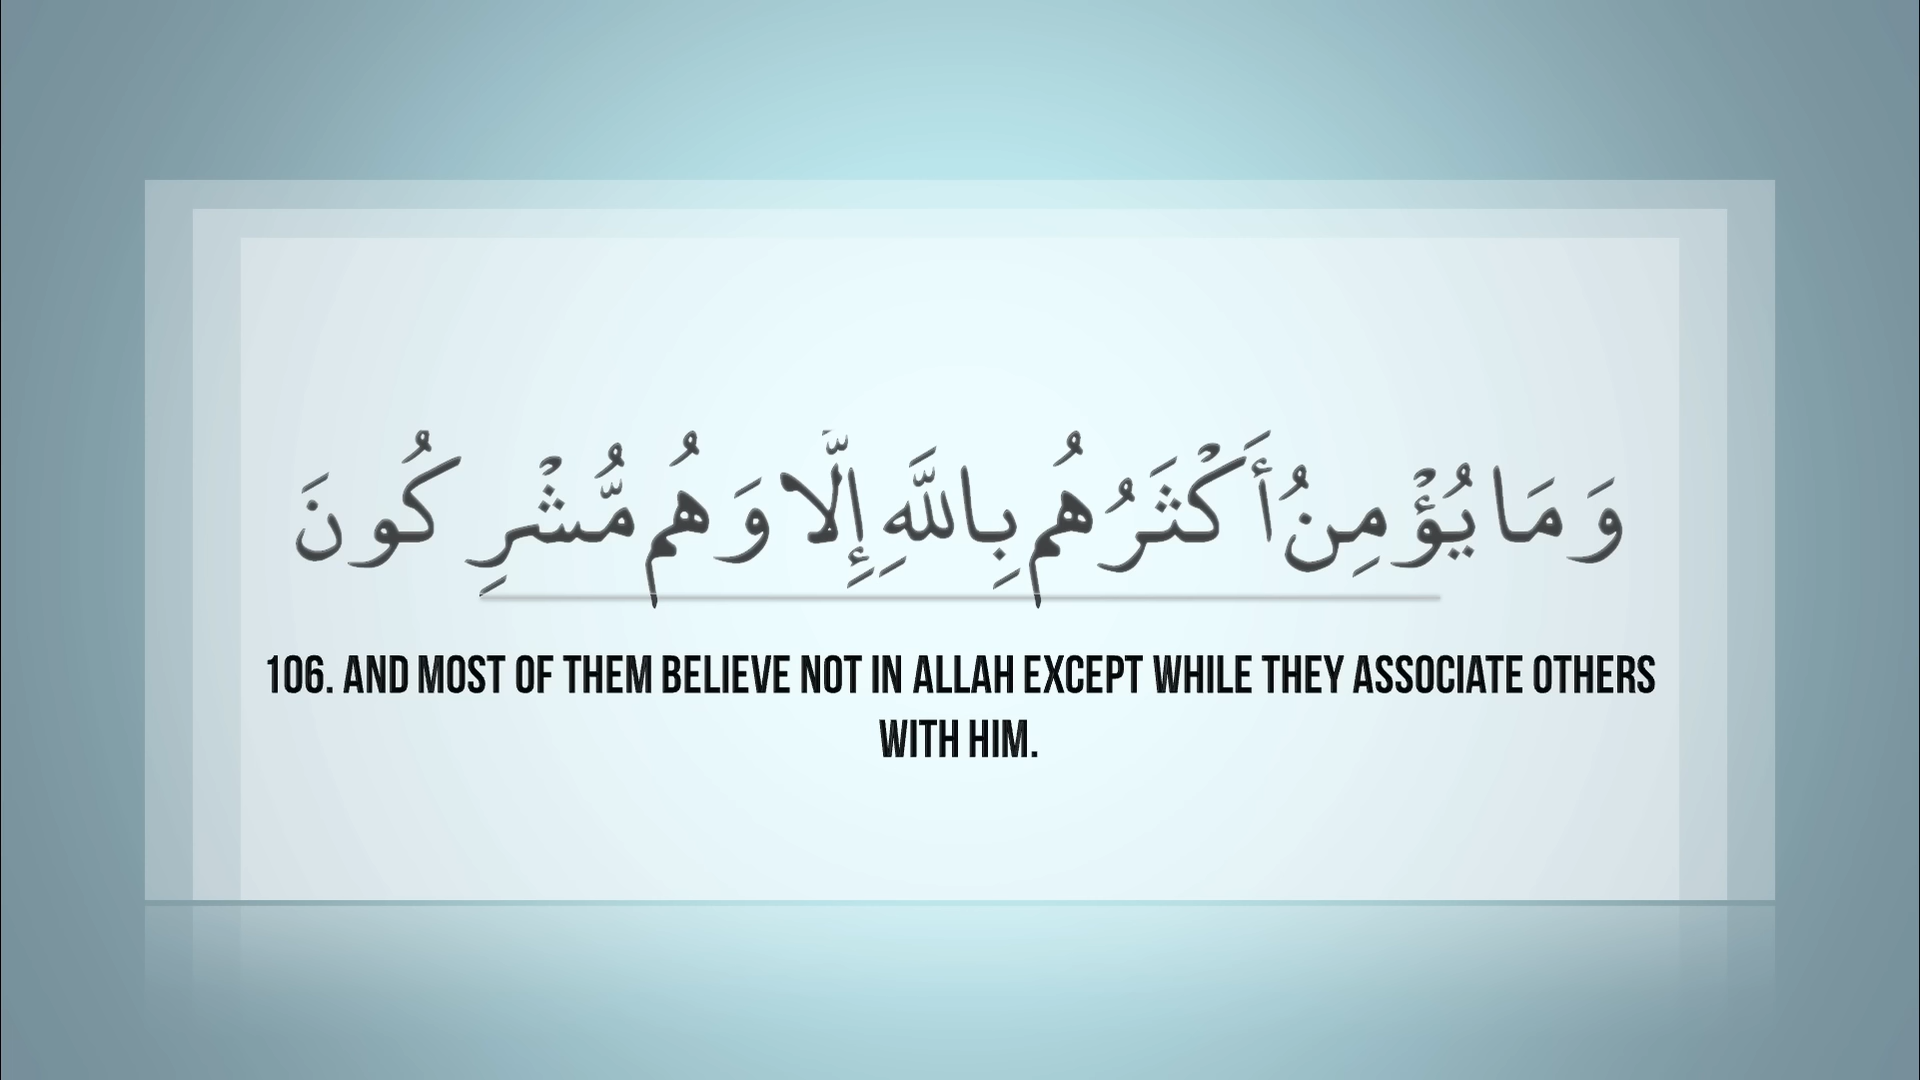 وَمَا يُؤْمِنُ أَكْثَرُهُم بِاللَّهِ إِلَّا وَهُم مُّشْرِكُونَ
106. AND MOST OF THEM BELIEVE NOT IN ALLAH EXCEPT WHILE THEY ASSOCIATE OTHERS
WITH HIM.